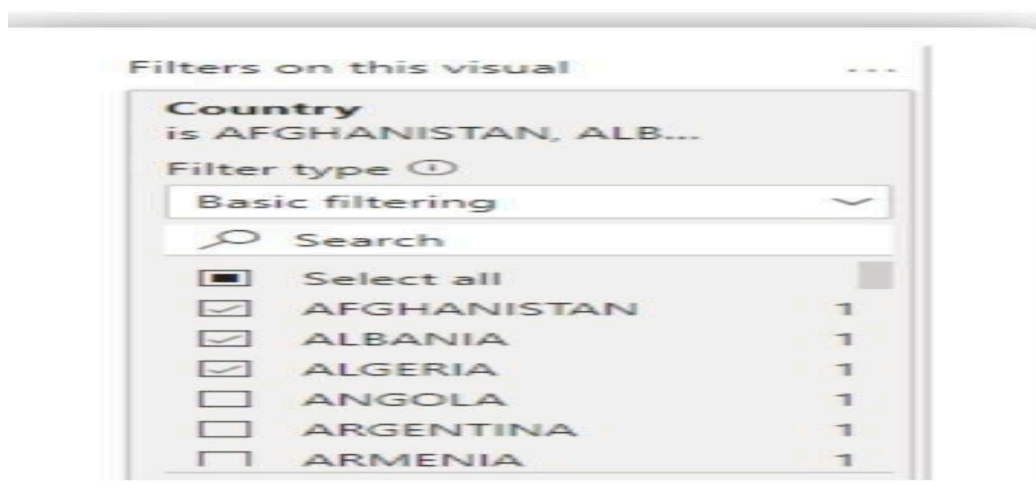 Filters on this visual ...
Country
is AFGHANISTAN, ALB...
Filter type
Basic filtering
Search
Select all
AFGHANISTAN 1
ALBANIA 1
ALGERIA 1
ANGOLA 1
ARGENTINA 1
ARMENIA 1